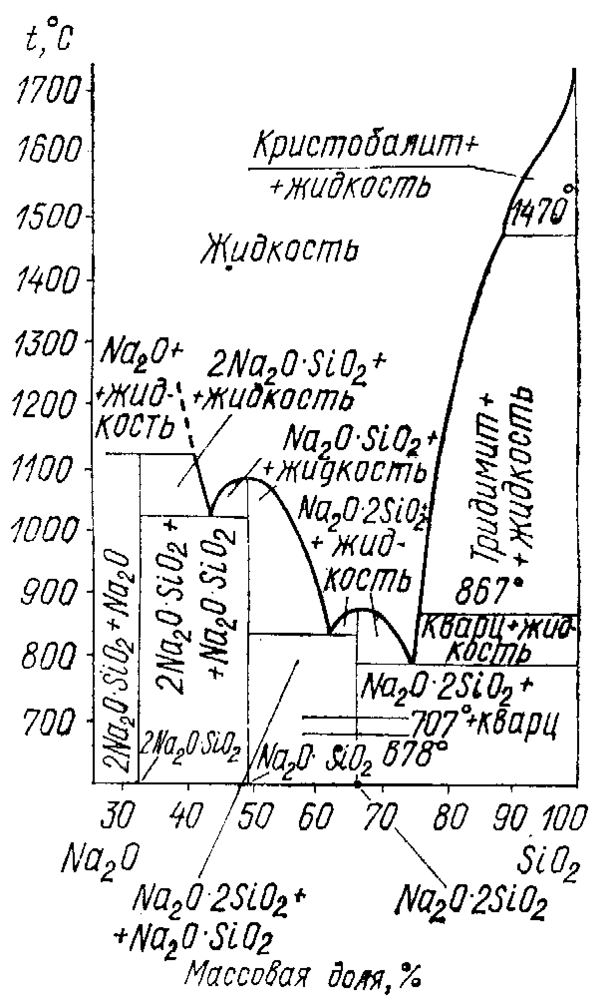 t,°C
1700
1600
1500
1400
1300
1200
1100
1000
900
800
700
Кристобалит+
+жидкость
1470°
Жидкость
Na₂O+
+жид-
кость
2Na₂O·SiO₂+
+жидкость
Na₂O·SiO₂+
+жидкость
Na₂O·2SiO₂+
+ жид-
кость
Тридимит +
+ жидкость
867°
кварц+жид-
кость
2Na₂O·SiO₂+Na₂O
2Na₂O·SiO₂+
+Na₂O·SiO₂
Na₂O·2SiO₂+
+кварц
707°
678°
2Na₂O·SiO₂
Na₂O·SiO₂
30 40 50 60 70 80 90 100
Na₂O
SiO₂
Na₂O·2SiO₂+
+Na₂O·SiO₂
Na₂O·2SiO₂
Массовая доля,%